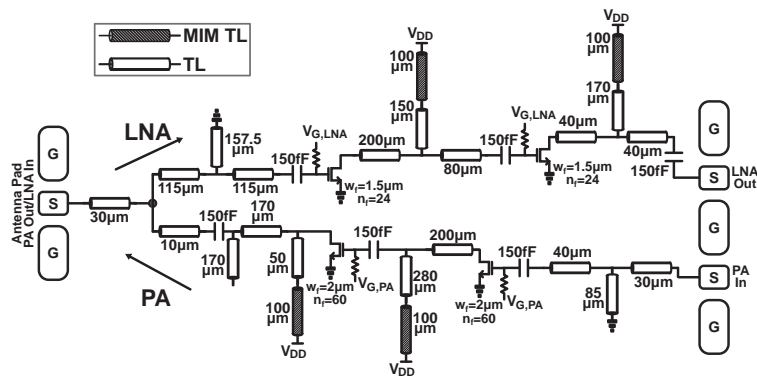 MIM TL
TL
V_DD
100
µm
150
µm
V_DD
100
µm
170
µm
LNA
157.5
µm
V_G,LNA
150fF
200µm
V_G,LNA
150fF
40µm
40µm
150fF
G
Antenna Pad
PA Out/LNA In
G
S
G
30µm
115µm
115µm
w_f=1.5µm
n_f=24
80µm
w_f=1.5µm
n_f=24
S
LNA
Out
G
10µm
150fF
170
µm
170
µm
PA
50
µm
100
µm
V_DD
w_f=2µm
n_f=60
V_G,PA
150fF
280
µm
100
µm
V_DD
200µm
w_f=2µm
n_f=60
V_G,PA
150fF
40µm
85
µm
30µm
S
PA
In
G